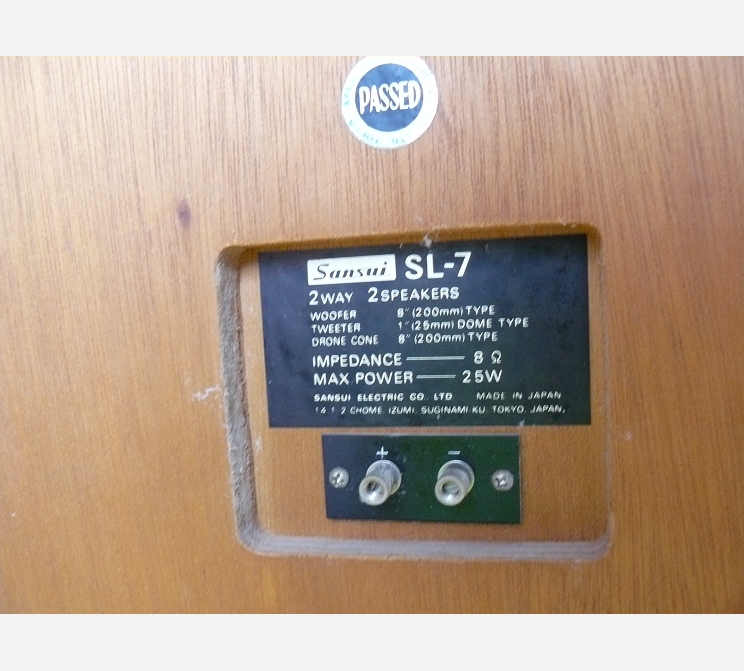 PASSED
Sansui SL-7
2WAY 2SPEAKERS
WOOFER 8" (200mm) TYPE
TWEETER 1" (25mm) DOME TYPE
DRONE CONE 8" (200mm) TYPE
IMPEDANCE 8 Ω
MAX POWER 25W
SANSUI ELECTRIC CO. LTD MADE IN JAPAN
14 1 2 CHOME, IZUMI, SUGINAMI-KU, TOKYO, JAPAN,
+ −